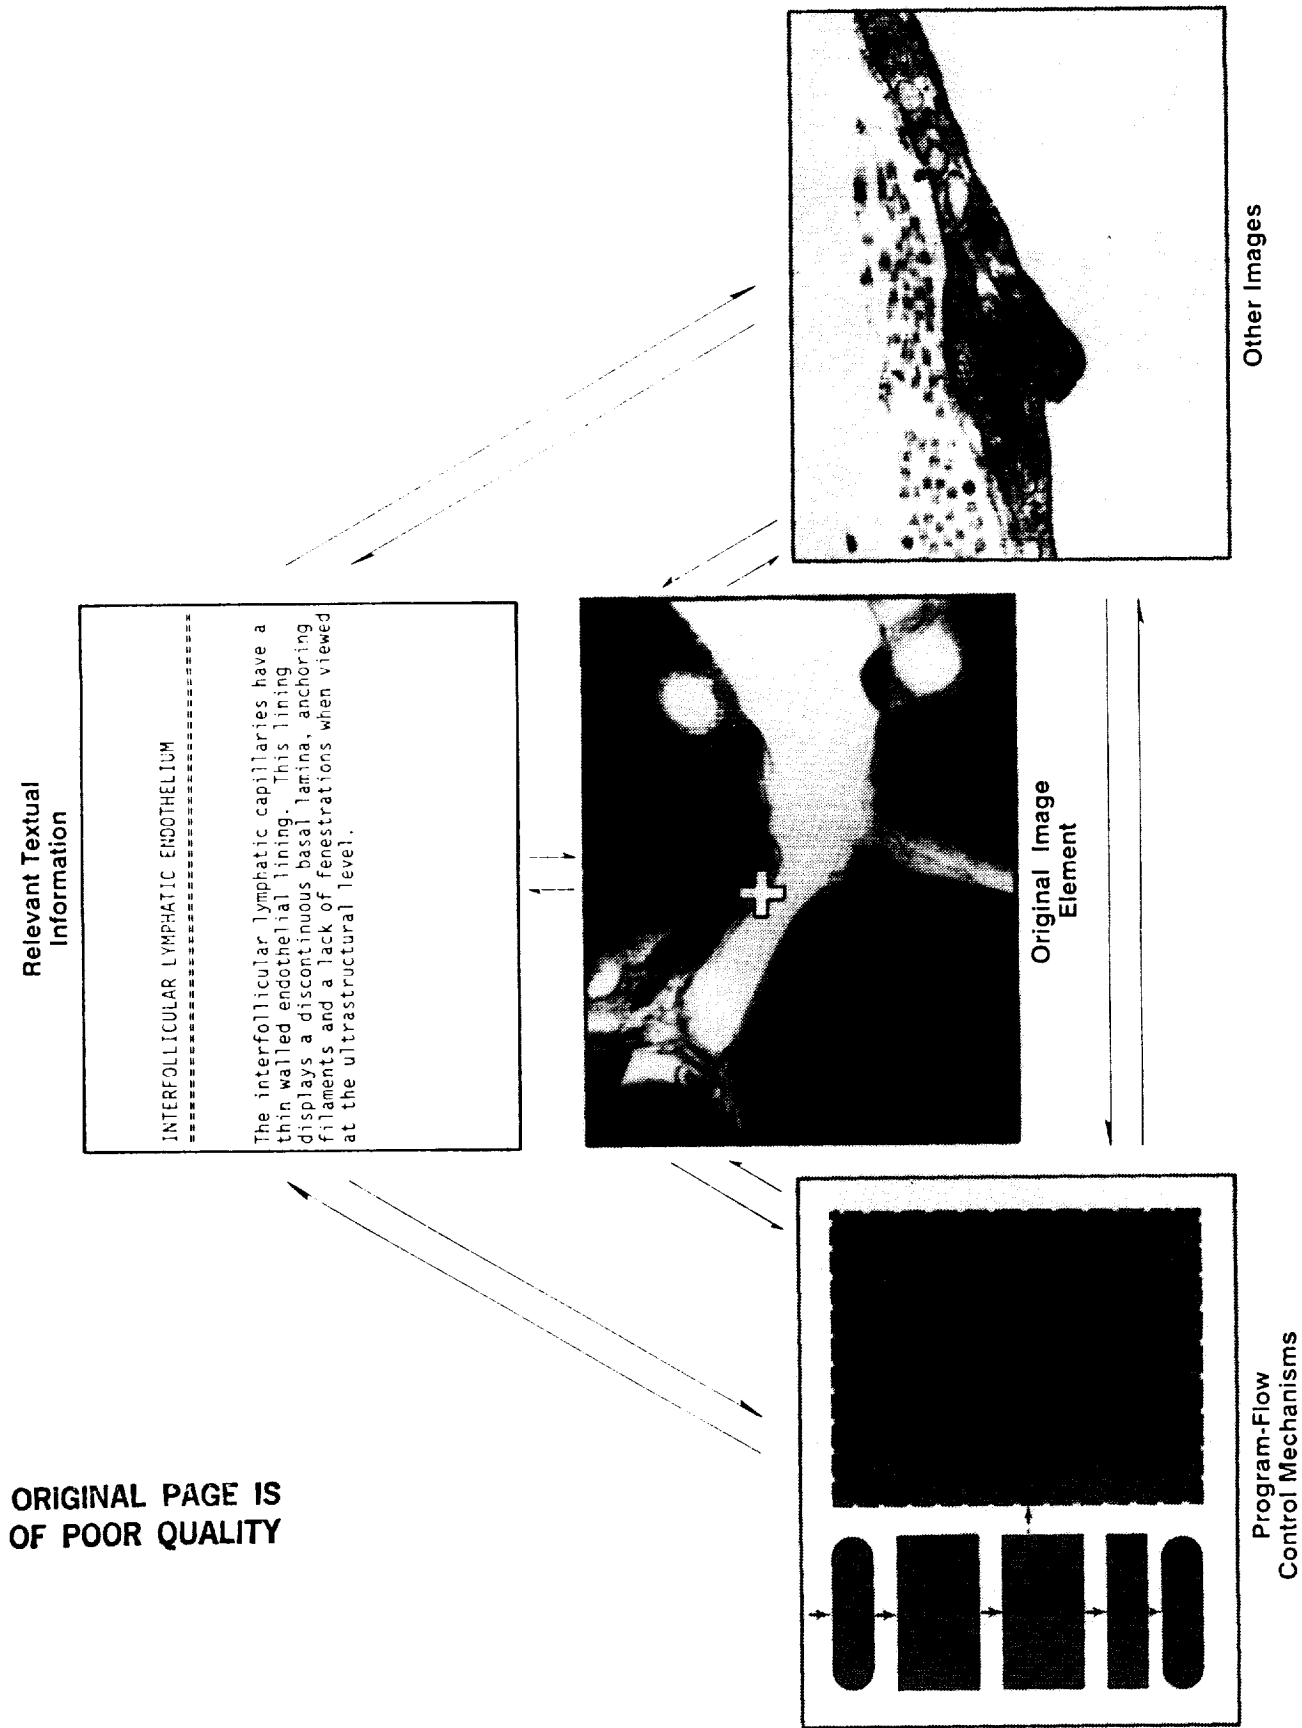 Relevant Textual
Information
INTERFOLLICULAR LYMPHATIC ENDOTHELIUM
=============================================
The interfollicular lymphatic capillaries have a
thin walled endothelial lining. This lining
displays a discontinuous basal lamina, anchoring
filaments and a lack of fenestrations when viewed
at the ultrastructural level.
Original Image
Element
Other Images
Program-Flow
Control Mechanisms
ORIGINAL PAGE IS
OF POOR QUALITY